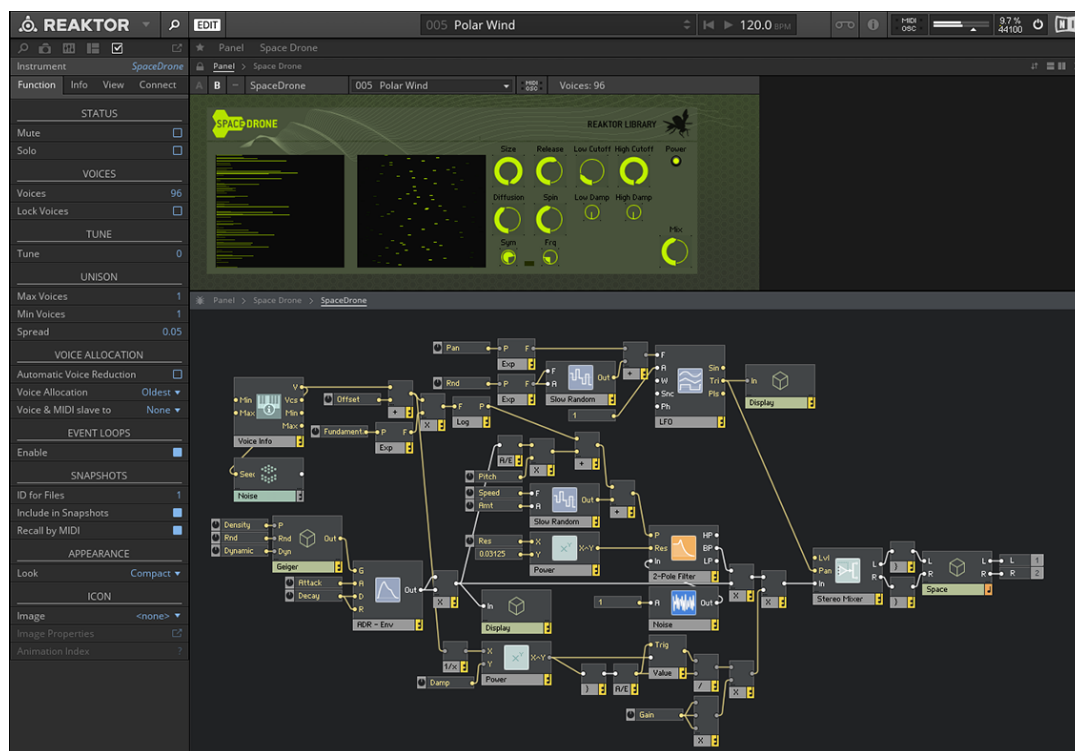 REAKTOR
EDIT
005 Polar Wind
120.0 BPM
MIDI
OSC
9.7 %
44100
Instrument SpaceDrone
Function Info View Connect
STATUS
Mute
Solo
VOICES
Voices 96
Lock Voices
TUNE
Tune 0
UNISON
Max Voices 1
Min Voices 1
Spread 0.05
VOICE ALLOCATION
Automatic Voice Reduction
Voice Allocation Oldest
Voice & MIDI slave to None
EVENT LOOPS
Enable
SNAPSHOTS
ID for Files 1
Include in Snapshots
Recall by MIDI
APPEARANCE
Look Compact
ICON
Image <none>
Image Properties
Animation Index ?
Panel Space Drone
Panel > Space Drone
A B SpaceDrone 005 Polar Wind MIDI OSC Voices: 96
SPACE DRONE
REAKTOR LIBRARY
Size Release Low Cutoff High Cutoff Power
Diffusion Spin Low Damp High Damp
Sym Frq Mix
Panel > Space Drone > SpaceDrone
Pan P F
Exp
Rnd P F
Exp
F A Out
Slow Random
1
+
F Sin
A Tri
W Pls
Snc
Ph
LFO
In
Display
Min V
Max Vcs
Min
Max
Voice Info
Offset
+
Fundament. P F
Exp
X
F P
Log
Seed
Noise
A/E
X
+
Pitch
Speed F
Amt A
Out
Slow Random
+
Res X
0.03125 Y
X^Y
Power
Density P
Rnd Rnd
Dynamic Dyn
Out
Geiger
Attack
Decay
G
A
D
R
Out
ADR - Env
X
In
Display
P HP
Res BP
In LP
2-Pole Filter
1
A Out
Noise
X
X
Lvl
Pan L
In R
Stereo Mixer
)
)
L L
R R
Space
L 1
R 2
1/x
Damp
X X^Y
Y
Power
)
A/E
Trig
Value
/
X
Gain
X